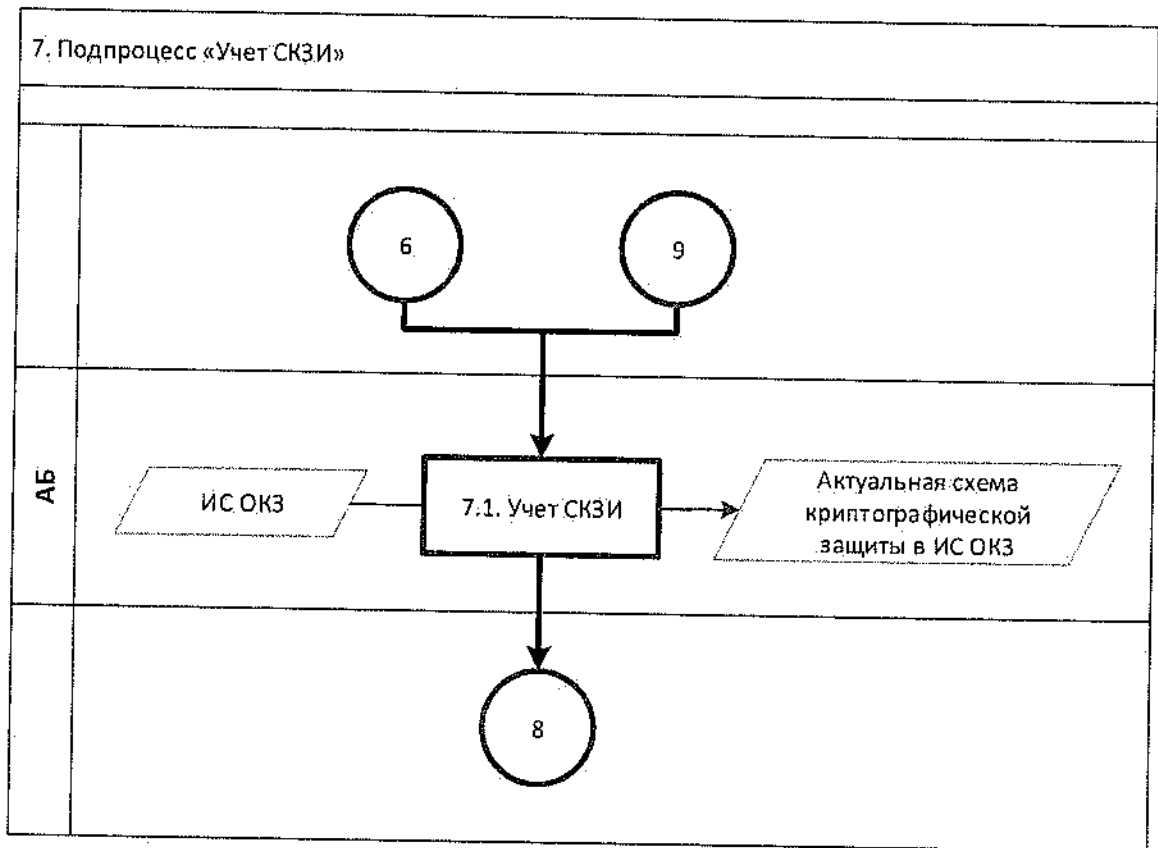 7. Подпроцесс «Учет СКЗИ»
6
9
АБ
ИС ОКЗ
7.1. Учет СКЗИ
Актуальная схема
криптографической
защиты в ИС ОКЗ
8